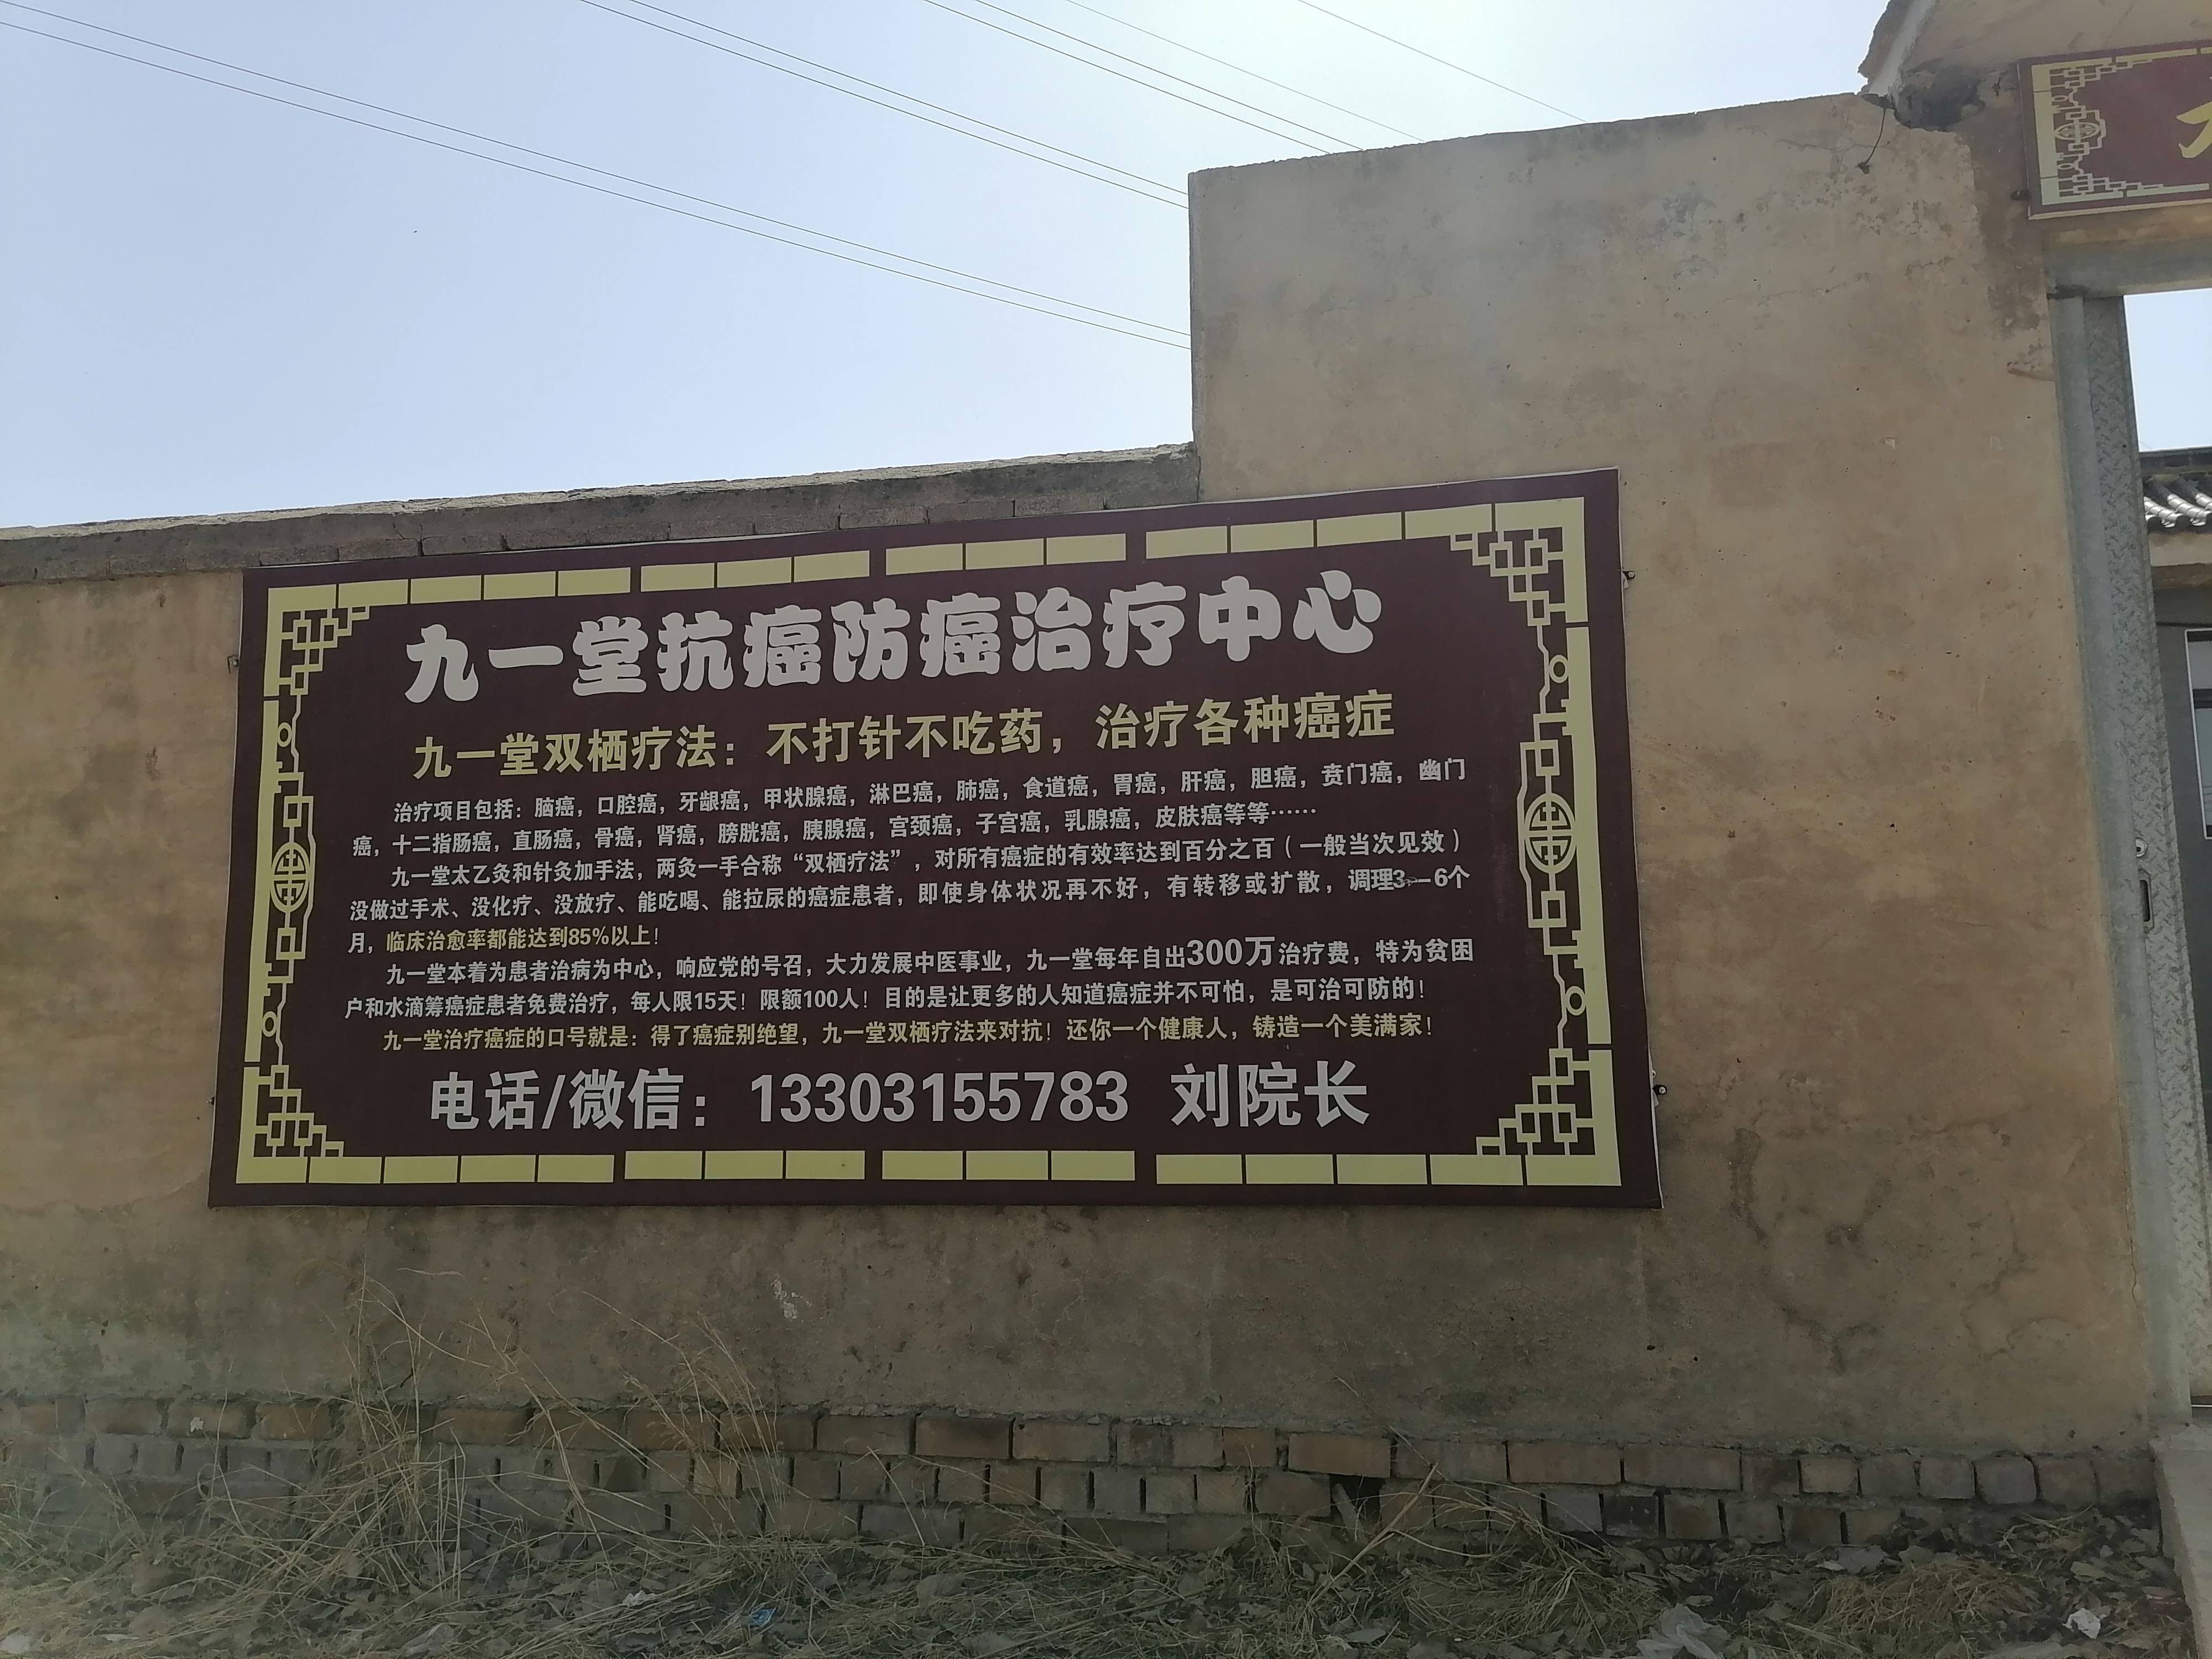 九一堂抗癌防癌治疗中心
九一堂双栖疗法：不打针不吃药，治疗各种癌症
治疗项目包括：脑癌，口腔癌，牙龈癌，甲状腺癌，淋巴癌，肺癌，食道癌，胃癌，肝癌，胆癌，贲门癌，幽门
癌，十二指肠癌，直肠癌，骨癌，肾癌，膀胱癌，胰腺癌，宫颈癌，子宫癌，乳腺癌，皮肤癌等等……
九一堂太乙灸和针灸加手法，两灸一手合称“双栖疗法”，对所有癌症的有效率达到百分之百（一般当次见效）
没做过手术、没化疗、没放疗、能吃喝、能拉尿的癌症患者，即使身体状况再不好，有转移或扩散，调理3—6个
月，临床治愈率都能达到85%以上！
九一堂本着为患者治病为中心，响应党的号召，大力发展中医事业，九一堂每年自出300万治疗费，特为贫困
户和水滴筹癌症患者免费治疗，每人限15天！限额100人！目的是让更多的人知道癌症并不可怕，是可治可防的！
九一堂治疗癌症的口号就是：得了癌症别绝望，九一堂双栖疗法来对抗！还你一个健康人，铸造一个美满家！
电话/微信：13303155783 刘院长